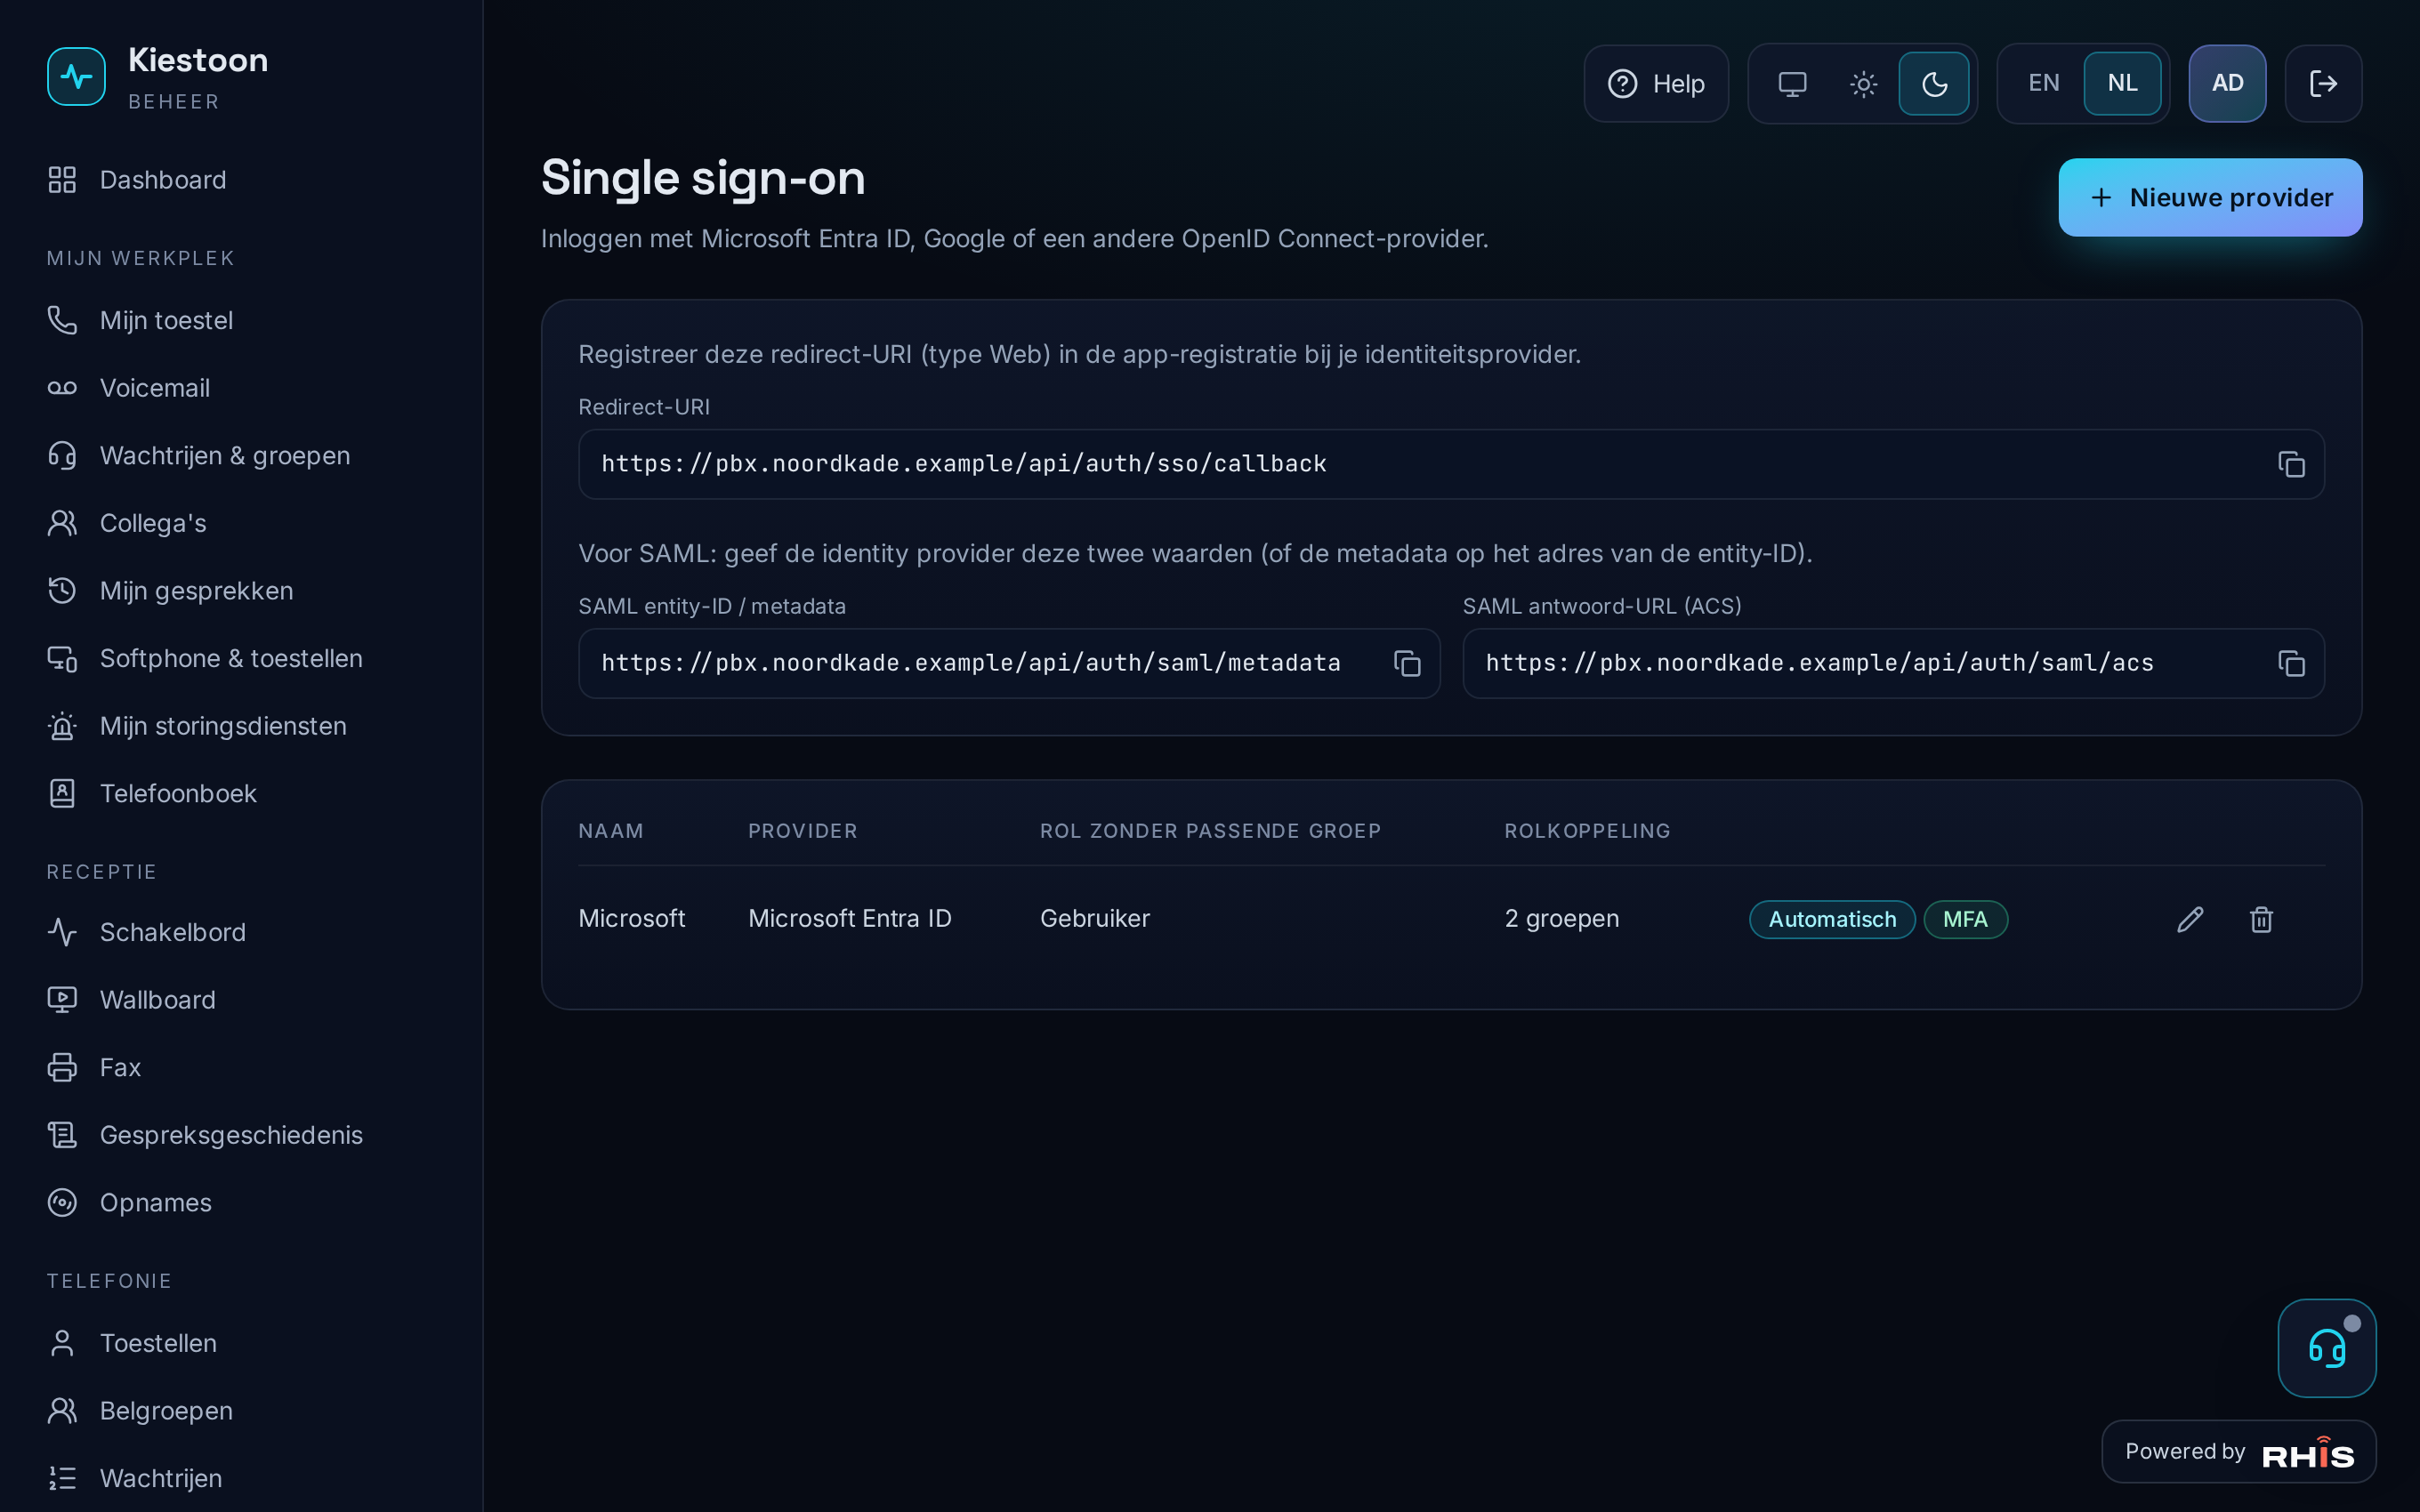 Kiestoon
BEHEER
Dashboard
MIJN WERKPLEK
Mijn toestel
Voicemail
Wachtrijen & groepen
Collega's
Mijn gesprekken
Softphone & toestellen
Mijn storingsdiensten
Telefoonboek
RECEPTIE
Schakelbord
Wallboard
Fax
Gespreksgeschiedenis
Opnames
TELEFONIE
Toestellen
Belgroepen
Wachtrijen
Help
EN NL
AD
Single sign-on
Nieuwe provider
Inloggen met Microsoft Entra ID, Google of een andere OpenID Connect-provider.
Registreer deze redirect-URI (type Web) in de app-registratie bij je identiteitsprovider.
Redirect-URI
https://pbx.noordkade.example/api/auth/sso/callback
Voor SAML: geef de identity provider deze twee waarden (of de metadata op het adres van de entity-ID).
SAML entity-ID / metadata SAML antwoord-URL (ACS)
https://pbx.noordkade.example/api/auth/saml/metadata https://pbx.noordkade.example/api/auth/saml/acs
NAAM PROVIDER ROL ZONDER PASSENDE GROEP ROLKOPPELING
Microsoft Microsoft Entra ID Gebruiker 2 groepen Automatisch MFA
Powered by RHIS